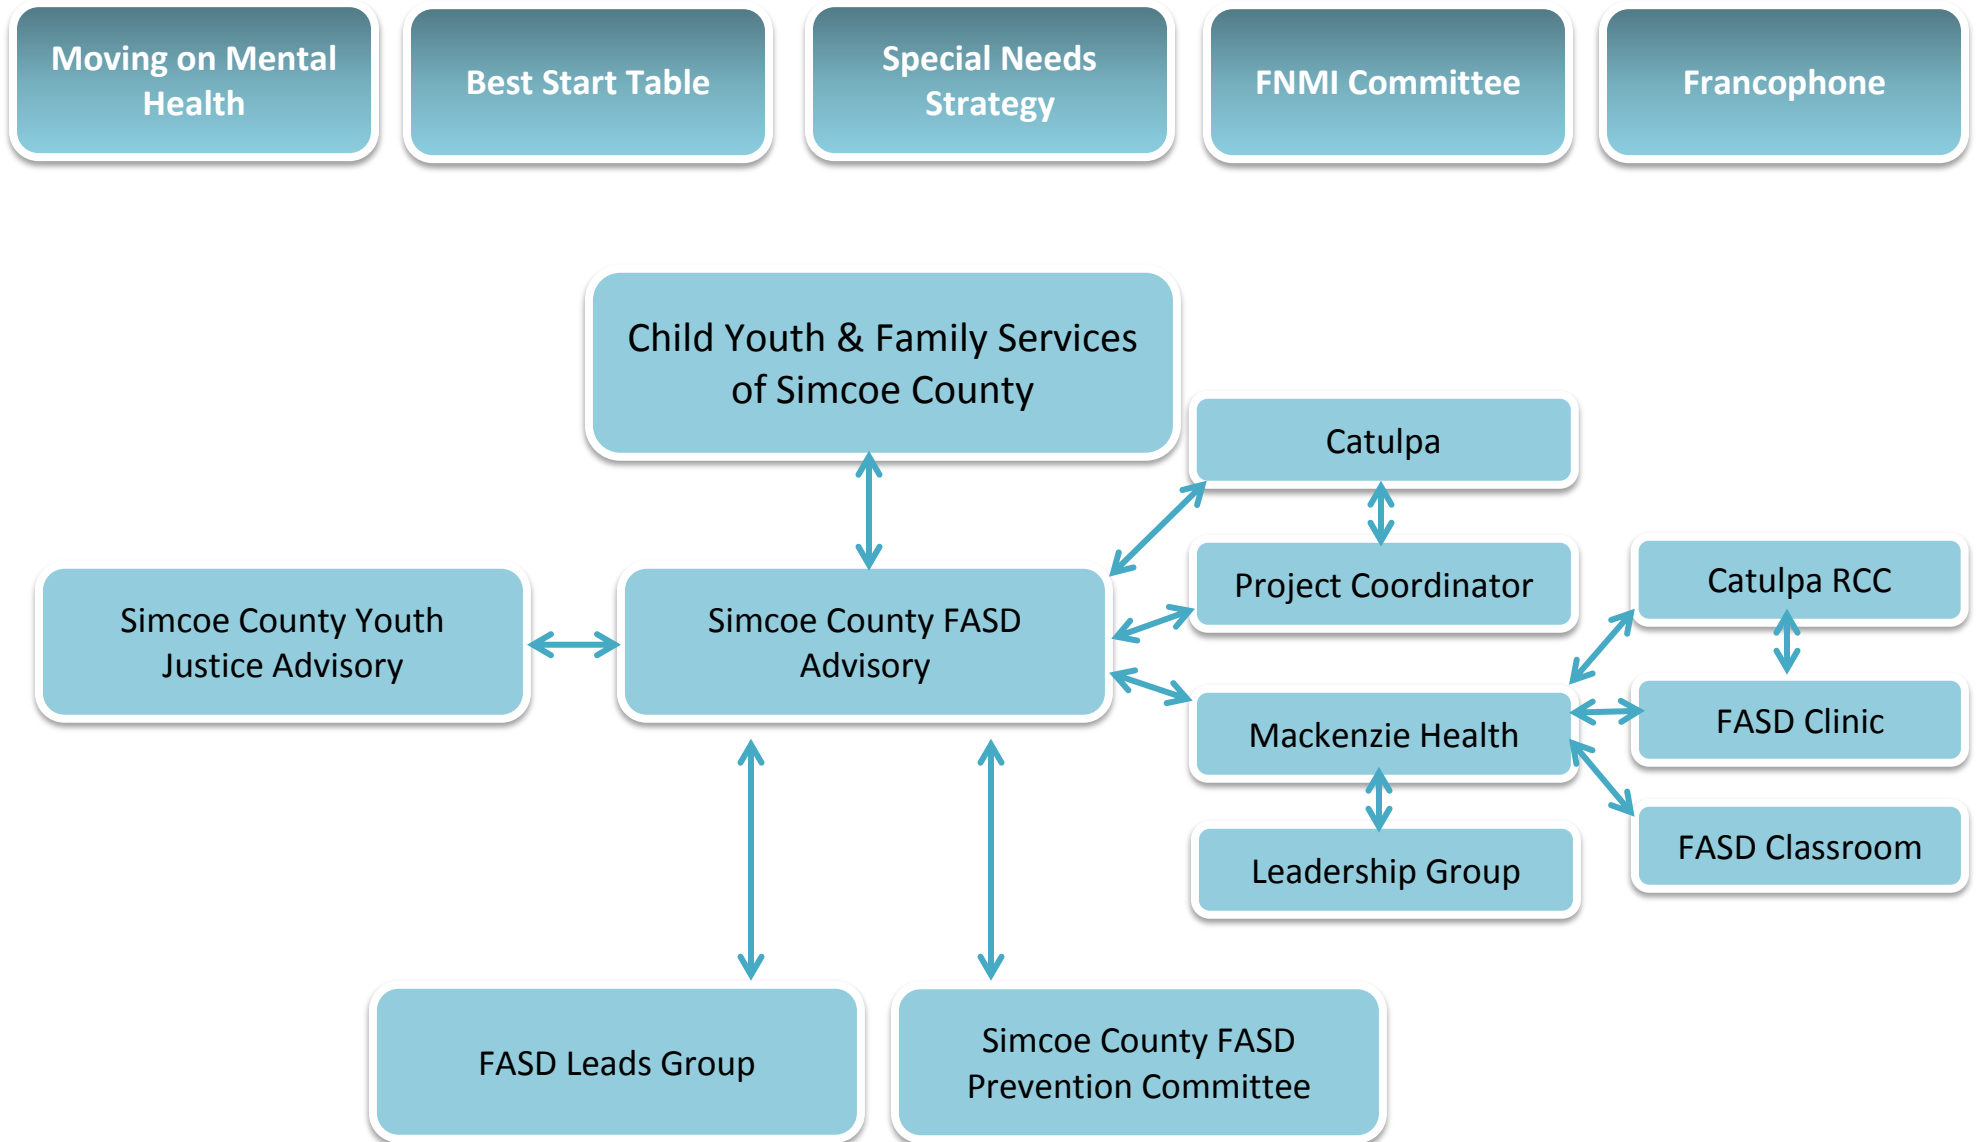 Moving on Mental
Health
Best Start Table
Special Needs
Strategy
FNMI Committee
Francophone
Child Youth & Family Services
of Simcoe County
Catulpa
Project Coordinator
Catulpa RCC
Simcoe County Youth
Justice Advisory
Simcoe County FASD
Advisory
Mackenzie Health
FASD Clinic
Leadership Group
FASD Classroom
FASD Leads Group
Simcoe County FASD
Prevention Committee